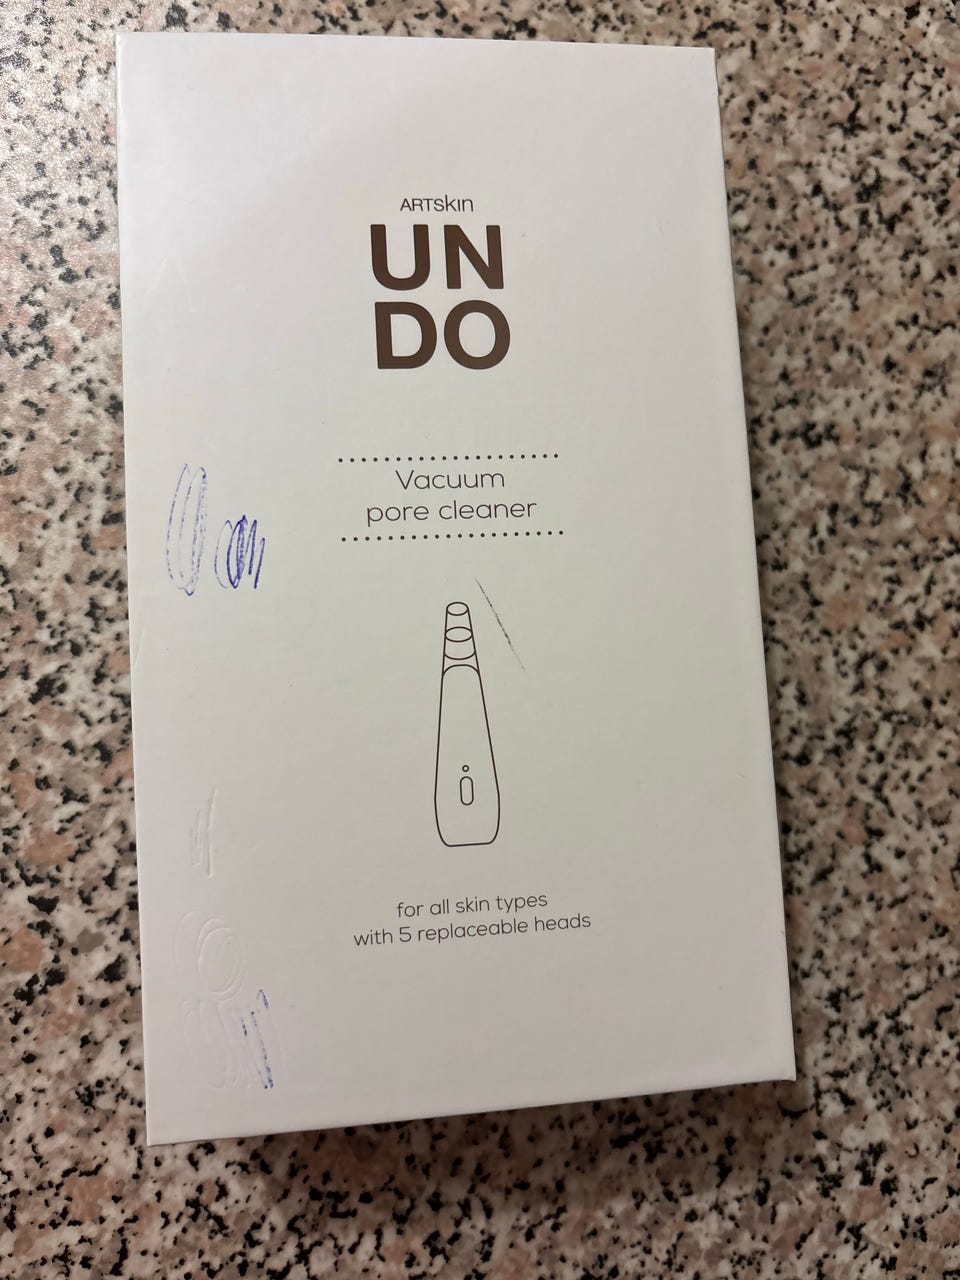 ARTSKIN
UN
DO
Vacuum
pore cleaner
for all skin types
with 5 replaceable heads